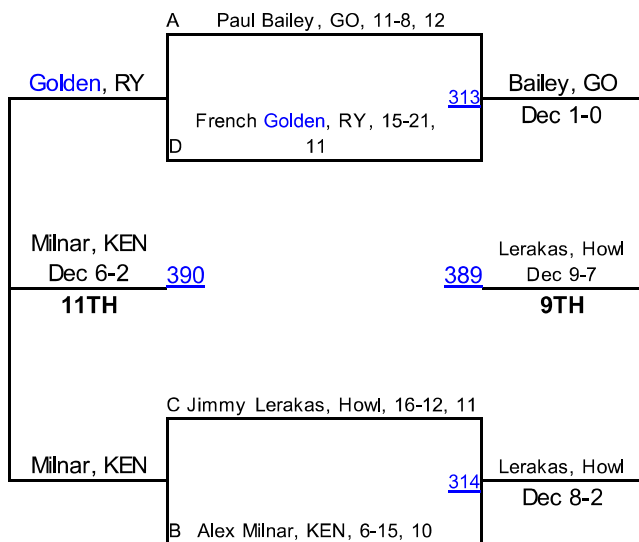 A Paul Bailey, GO, 11-8, 12
Golden, RY
313
Bailey, GO
Dec 1-0
French Golden, RY, 15-21,
D 11
Milnar, KEN
Dec 6-2
390
11TH
389
Lerakas, Howl
Dec 9-7
9TH
C Jimmy Lerakas, Howl, 16-12, 11
Milnar, KEN
314
Lerakas, Howl
Dec 8-2
B Alex Milnar, KEN, 6-15, 10